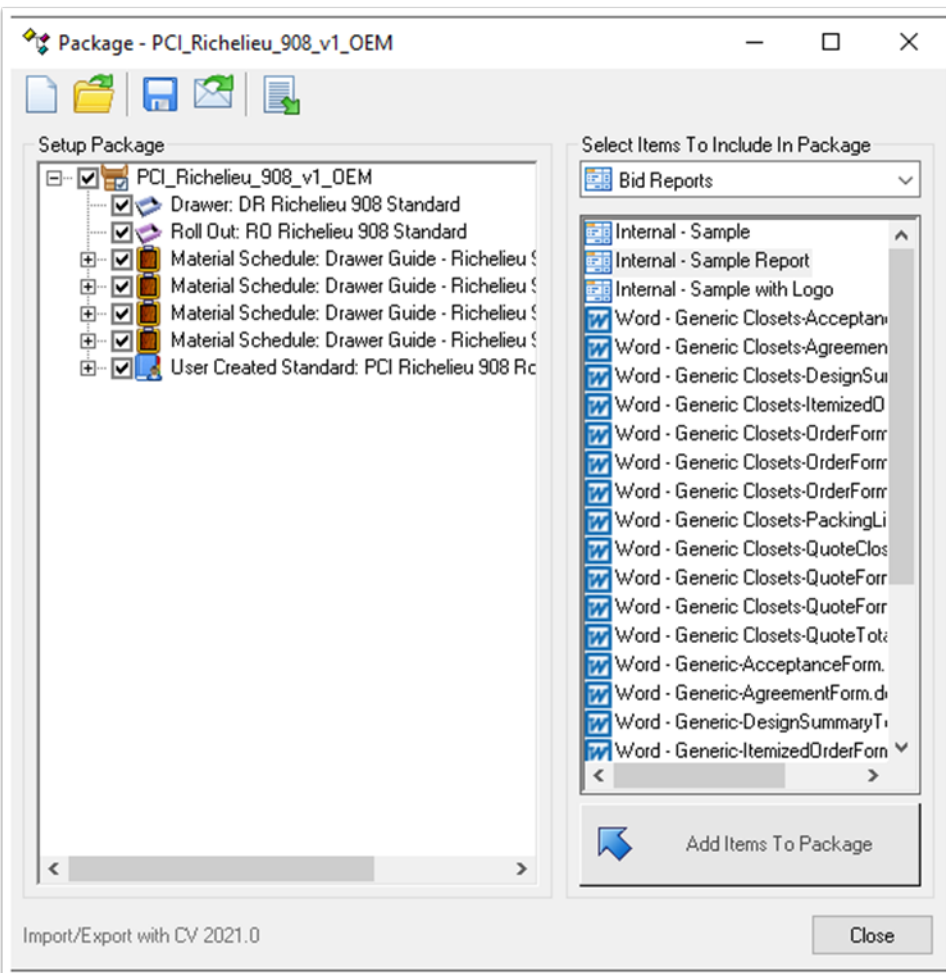 Package - PCI_Richelieu_908_v1_OEM
Setup Package
PCI_Richelieu_908_v1_OEM
Drawer: DR Richelieu 908 Standard
Roll Out: RO Richelieu 908 Standard
Material Schedule: Drawer Guide - Richelieu
Material Schedule: Drawer Guide - Richelieu
Material Schedule: Drawer Guide - Richelieu
Material Schedule: Drawer Guide - Richelieu
User Created Standard: PCI Richelieu 908
Select Items To Include In Package
Bid Reports
Internal - Sample
Internal - Sample Report
Internal - Sample with Logo
Word - Generic Closets-Acceptan
Word - Generic Closets-Agreemen
Word - Generic Closets-DesignSu
Word - Generic Closets-ItemizedO
Word - Generic Closets-OrderForm
Word - Generic Closets-OrderForm
Word - Generic Closets-OrderForm
Word - Generic Closets-PackingLi
Word - Generic Closets-QuoteClos
Word - Generic Closets-QuoteForm
Word - Generic Closets-QuoteForm
Word - Generic Closets-QuoteTota
Word - Generic-AcceptanceForm.
Word - Generic-AgreementForm.d
Word - Generic-DesignSummaryT
Word - Generic-ItemizedOrderForm
Add Items To Package
Import/Export with CV 2021.0
Close